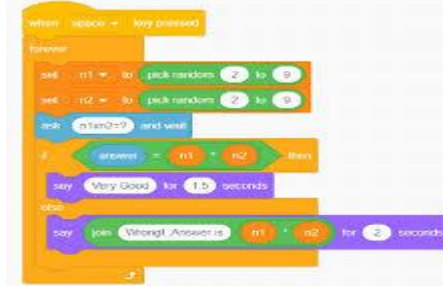 when space key pressed
forever
set n1 to pick random 2 to 9
set n2 to pick random 2 to 9
ask n1xn2=? and wait
if answer = n1 * n2 then
say Very Good for 1.5 seconds
else
say join Wrong!, Answer is n1 * n2 for 2 seconds